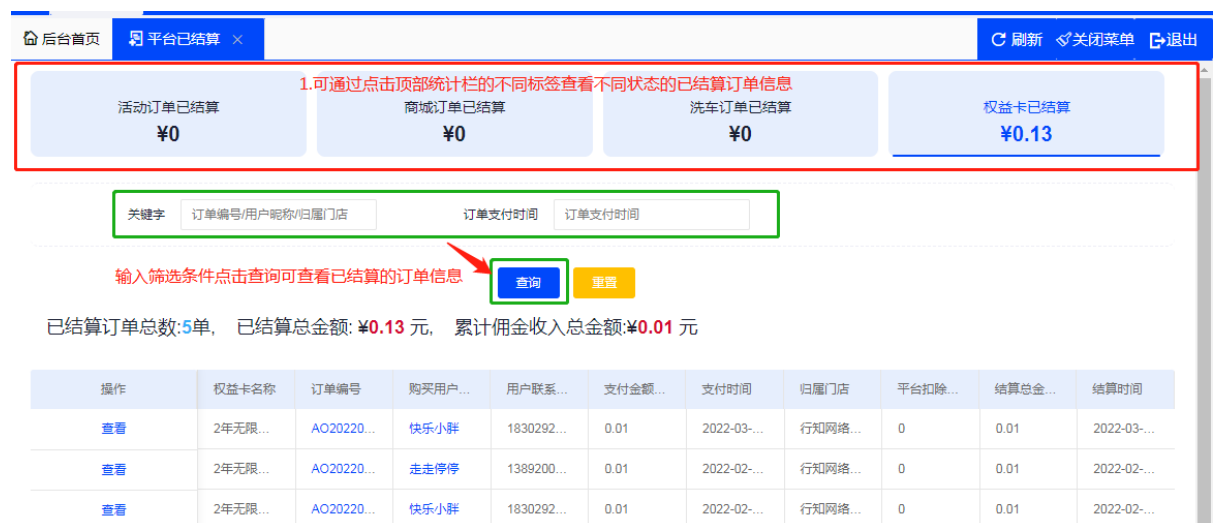 后台首页 平台已结算 × 刷新 关闭菜单 退出
1.可通过点击顶部统计栏的不同标签查看不同状态的已结算订单信息
活动订单已结算 商城订单已结算 洗车订单已结算 权益卡已结算
¥0 ¥0 ¥0 ¥0.13
关键字 订单编号/用户昵称/归属门店 订单支付时间 订单支付时间
输入筛选条件点击查询可查看已结算的订单信息 查询 重置
已结算订单总数:5单, 已结算总金额: ¥0.13 元, 累计佣金收入总金额:¥0.01 元
操作 权益卡名称 订单编号 购买用户... 用户联系... 支付金额... 支付时间 归属门店 平台扣除... 结算总金... 结算时间
查看 2年无限... AO20220... 快乐小胖 1830292... 0.01 2022-03-... 行知网络... 0 0.01 2022-03-...
查看 2年无限... AO20220... 走走停停 1389200... 0.01 2022-02-... 行知网络... 0 0.01 2022-02-...
查看 2年无限... AO20220... 快乐小胖 1830292... 0.01 2022-02-... 行知网络... 0 0.01 2022-02-...